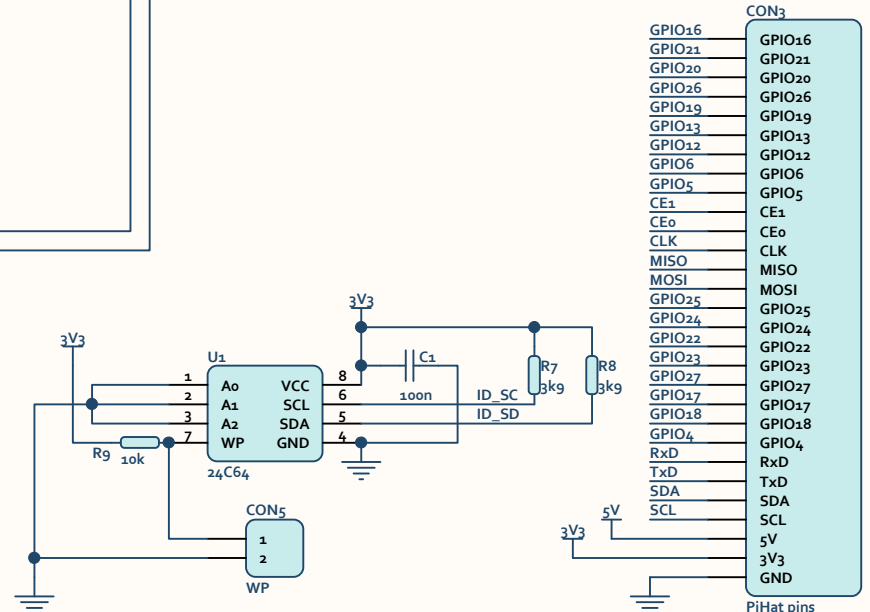 CON3
GPIO16 GPIO16
GPIO21 GPIO21
GPIO20 GPIO20
GPIO26 GPIO26
GPIO19 GPIO19
GPIO13 GPIO13
GPIO12 GPIO12
GPIO6 GPIO6
GPIO5 GPIO5
CE1 CE1
CE0 CE0
CLK CLK
MISO MISO
MOSI MOSI
GPIO25 GPIO25
GPIO24 GPIO24
GPIO22 GPIO22
GPIO23 GPIO23
GPIO27 GPIO27
GPIO17 GPIO17
GPIO18 GPIO18
GPIO4 GPIO4
RxD RxD
TxD TxD
SDA SDA
SCL SCL
5V 5V
3V3 3V3
GND
PiHat pins
3V3
3V3
U1
1 A0 VCC 8
2 A1 SCL 6
3 A2 SDA 5
7 WP GND 4
24C64
C1
100n
R7
3k9
R8
3k9
ID_SC
ID_SD
R9
10k
CON5
1
2
WP